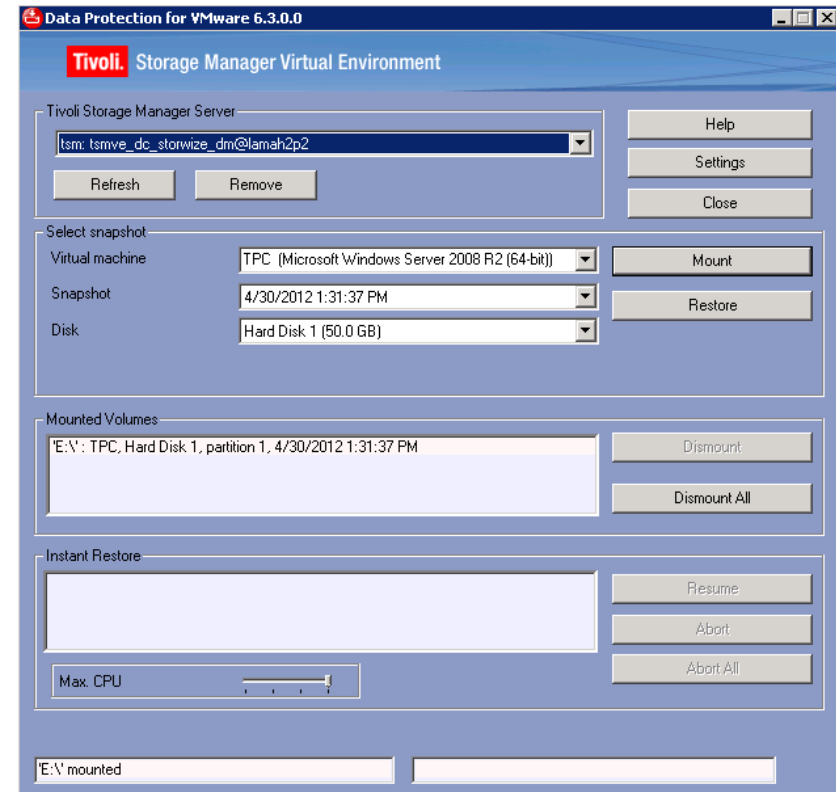 Data Protection for VMware 6.3.0.0
Tivoli. Storage Manager Virtual Environment
Tivoli Storage Manager Server
tsm: tsmve_dc_storwize_dm@lamah2p2
Refresh
Remove
Help
Settings
Close
Select snapshot
Virtual machine
TPC (Microsoft Windows Server 2008 R2 (64-bit))
Mount
Snapshot
4/30/2012 1:31:37 PM
Restore
Disk
Hard Disk 1 (50.0 GB)
Mounted Volumes
'E:\' : TPC, Hard Disk 1, partition 1, 4/30/2012 1:31:37 PM
Dismount
Dismount All
Instant Restore
Resume
Abort
Abort All
Max. CPU
'E:\' mounted